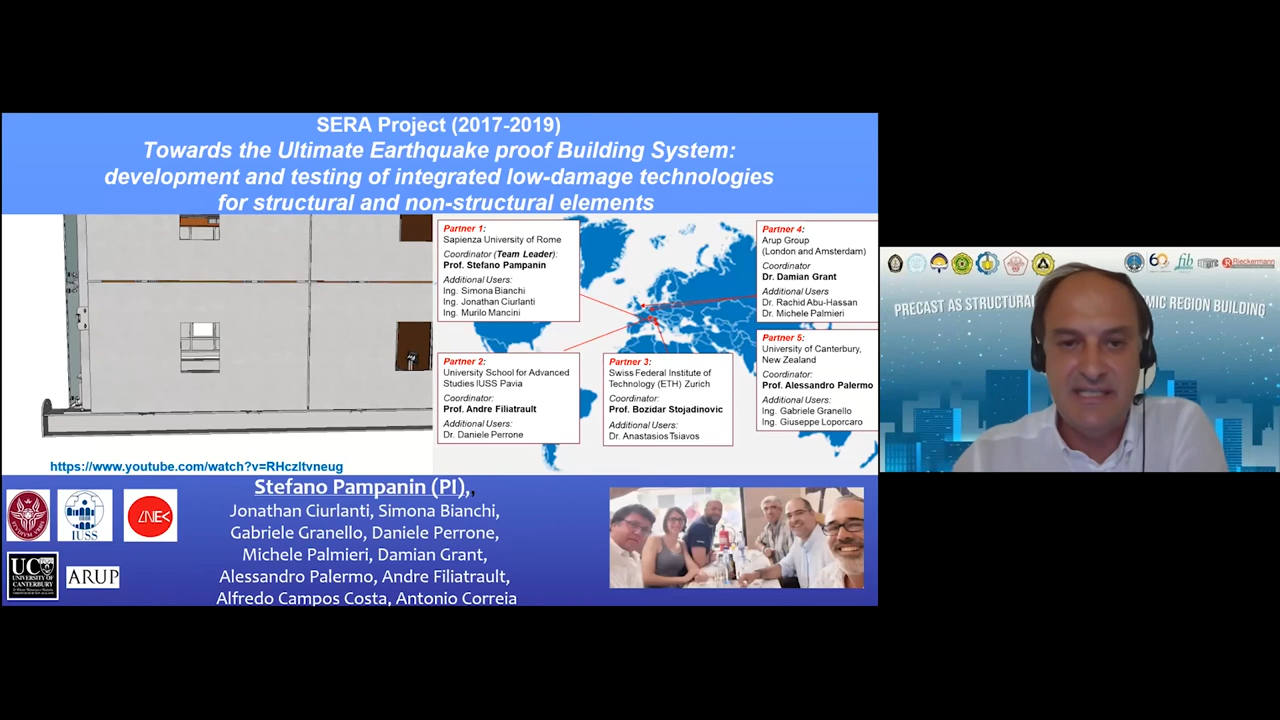 SERA Project (2017-2019)
Towards the Ultimate Earthquake proof Building System:
development and testing of integrated low-damage technologies
for structural and non-structural elements
Partner 1:
Sapienza University of Rome
Coordinator (Team Leader):
Prof. Stefano Pampanin
Additional Users:
Ing. Simona Bianchi
Ing. Jonathan Ciurlanti
Ing. Murilo Mancini
Partner 4:
Arup Group
(London and Amsterdam)
Coordinator
Dr. Damian Grant
Additional Users
Dr. Rachid Abu-Hassan
Dr. Michele Palmieri
Partner 2:
University School for Advanced
Studies IUSS Pavia
Coordinator:
Prof. Andre Filiatrault
Additional Users:
Dr. Daniele Perrone
Partner 3:
Swiss Federal Institute of
Technology (ETH) Zurich
Coordinator:
Prof. Bozidar Stojadinovic
Additional Users:
Dr. Anastasios Tsiavos
Partner 5:
University of Canterbury,
New Zealand
Coordinator:
Prof. Alessandro Palermo
Additional Users:
Ing. Gabriele Granello
Ing. Giuseppe Loporcaro
https://www.youtube.com/watch?v=RHczltvneug
Stefano Pampanin (PI),,
Jonathan Ciurlanti, Simona Bianchi,
Gabriele Granello, Daniele Perrone,
Michele Palmieri, Damian Grant,
Alessandro Palermo, Andre Filiatrault,
Alfredo Campos Costa, Antonio Correia
IUSS
LNEC
UC
UNIVERSITY OF
CANTERBURY
ARUP
60
fib
Rieckermann
PRECAST AS STRUCTURAL
REGION BUILDING